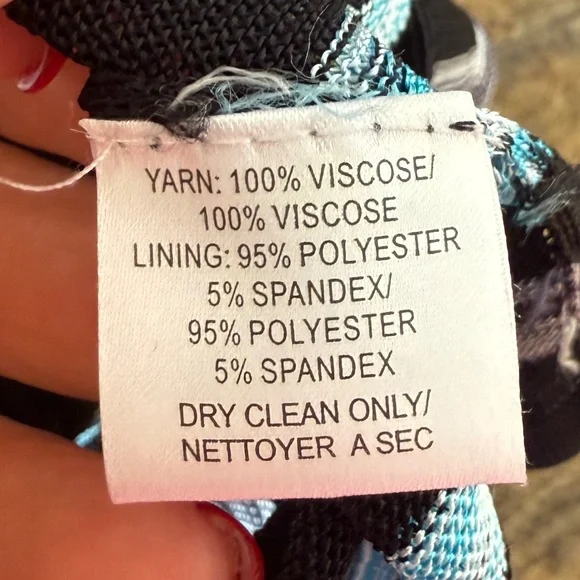 YARN: 100% VISCOSE/
100% VISCOSE
LINING: 95% POLYESTER
5% SPANDEX/
95% POLYESTER
5% SPANDEX
DRY CLEAN ONLY/
NETTOYER A SEC